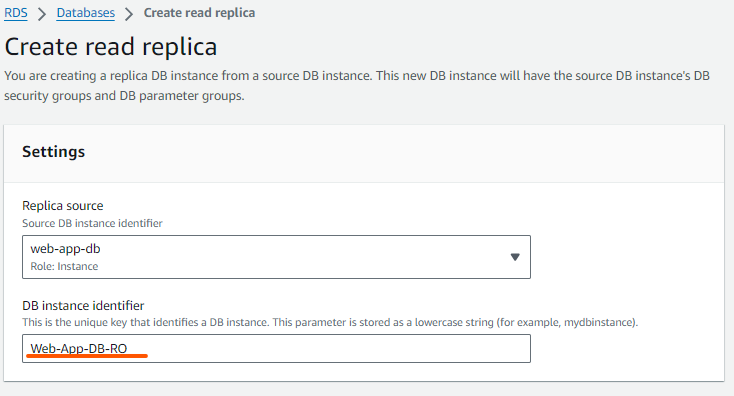 RDS > Databases > Create read replica
Create read replica
You are creating a replica DB instance from a source DB instance. This new DB instance will have the source DB instance's DB
security groups and DB parameter groups.
Settings
Replica source
Source DB instance identifier
web-app-db
Role: Instance
DB instance identifier
This is the unique key that identifies a DB instance. This parameter is stored as a lowercase string (for example, mydbinstance).
Web-App-DB-RO